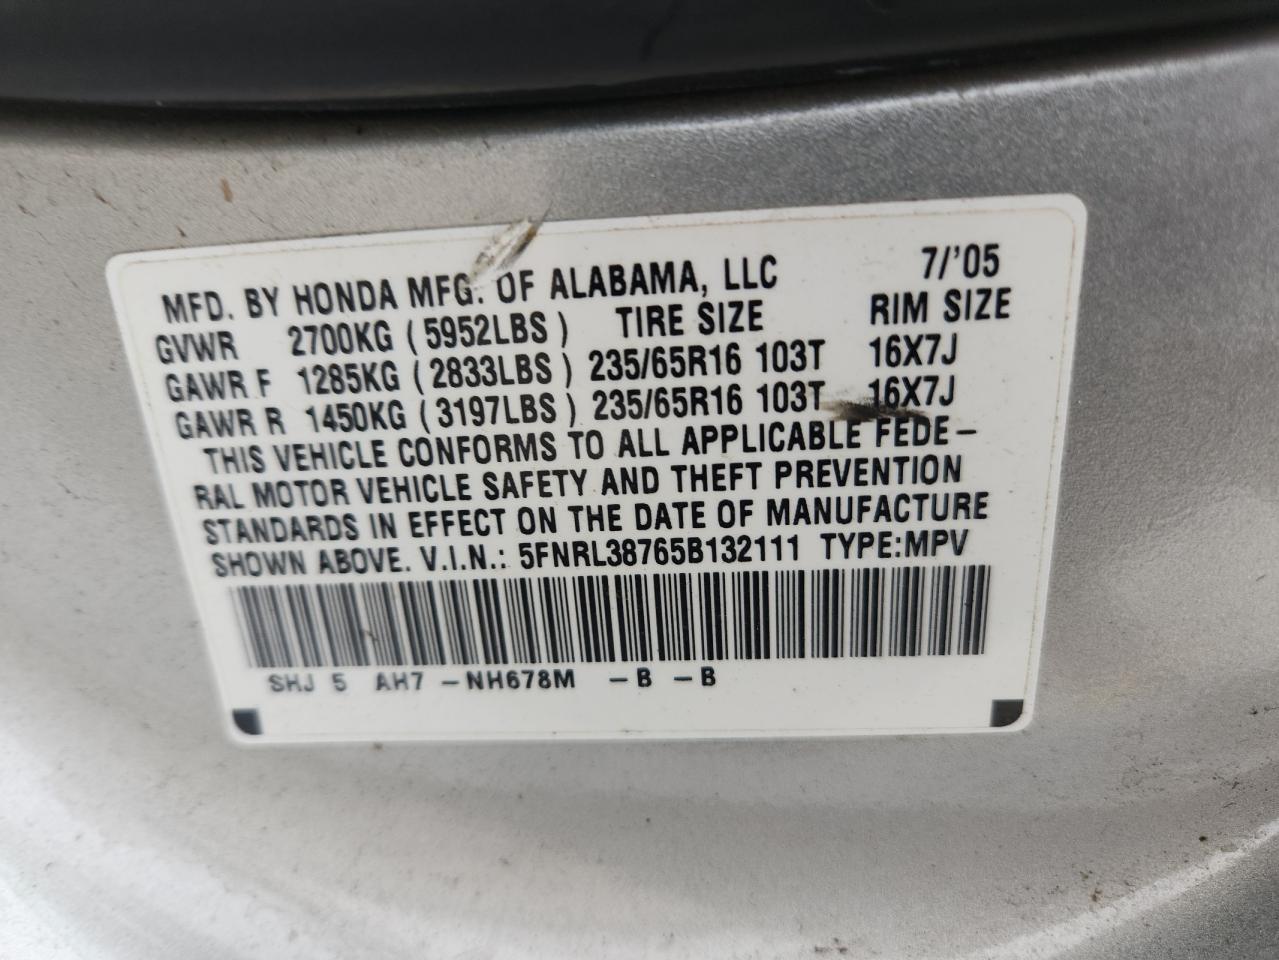 MFD. BY HONDA MFG. OF ALABAMA, LLC 7/'05
GVWR 2700KG (5952LBS) TIRE SIZE RIM SIZE
GAWR F 1285KG (2833LBS) 235/65R16 103T 16X7J
GAWR R 1450KG (3197LBS) 235/65R16 103T 16X7J
THIS VEHICLE CONFORMS TO ALL APPLICABLE FEDE-
RAL MOTOR VEHICLE SAFETY AND THEFT PREVENTION
STANDARDS IN EFFECT ON THE DATE OF MANUFACTURE
SHOWN ABOVE. V.I.N.: 5FNRL38765B132111 TYPE:MPV
SHJ 5 AH7 -NH678M -B -B